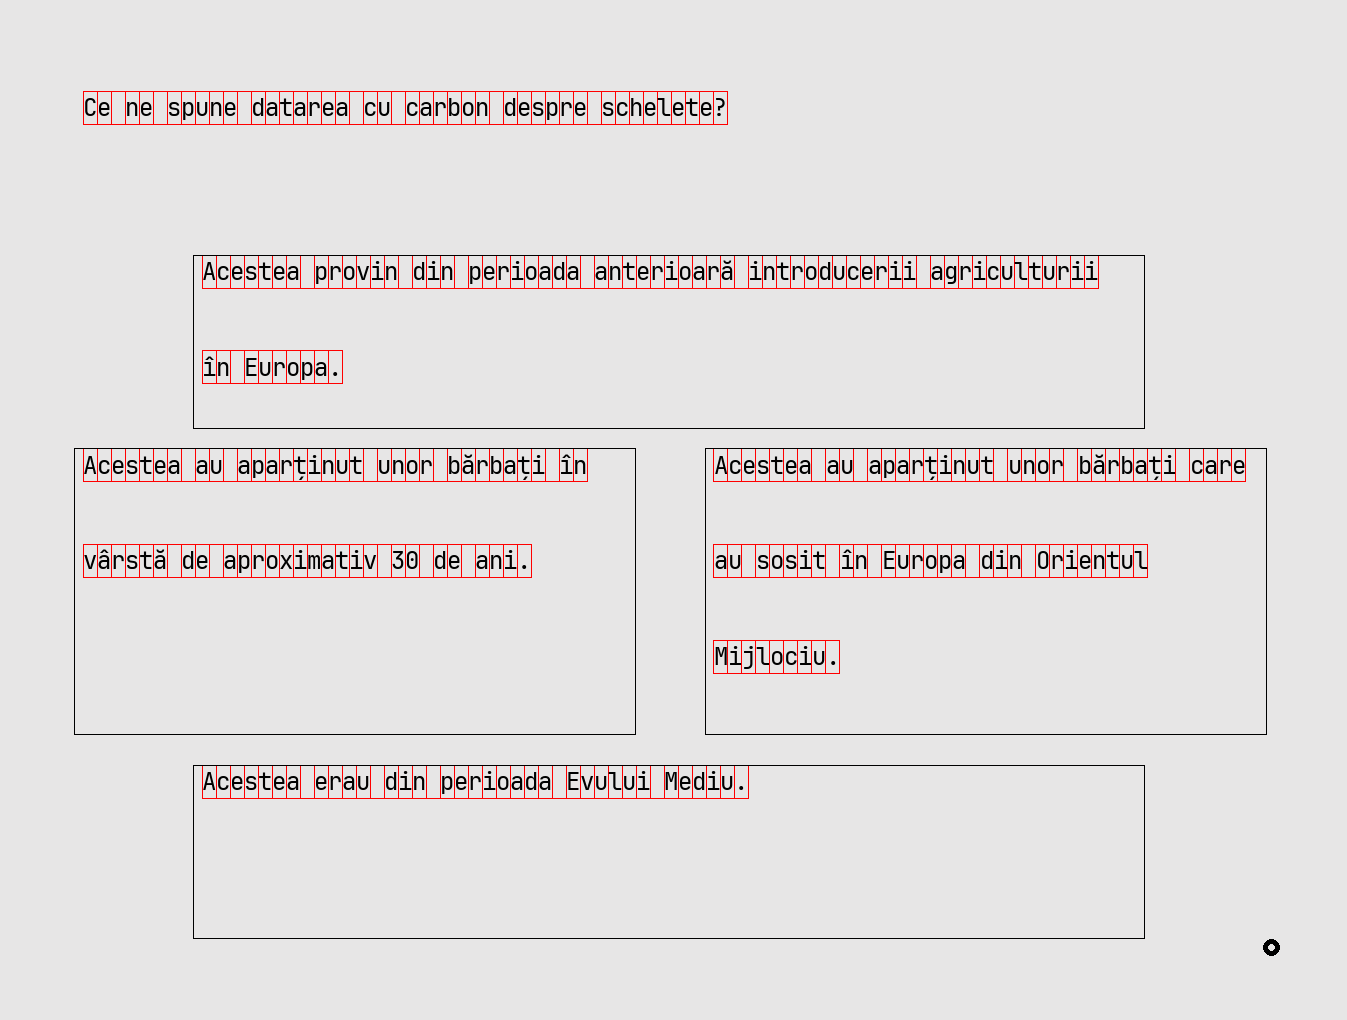 Ce ne spune datarea cu carbon despre schelete?
Acestea provin din perioada anterioară introducerii agriculturii
în Europa.
Acestea au aparținut unor bărbați în
vârstă de aproximativ 30 de ani.
Acestea au aparținut unor bărbați care
au sosit în Europa din Orientul
Mijlociu.
Acestea erau din perioada Evului Mediu.